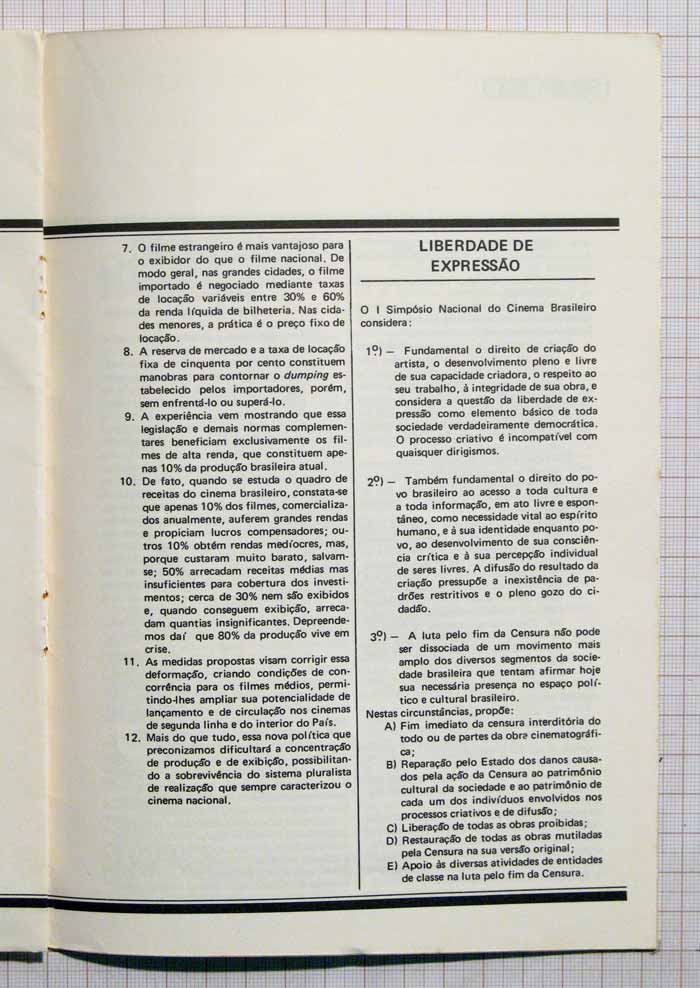 7. O filme estrangeiro é mais vantajoso para
o exibidor do que o filme nacional. De
modo geral, nas grandes cidades, o filme
importado é negociado mediante taxas
de locação variáveis entre 30% e 60%
da renda líquida de bilheteria. Nas cida-
des menores, a prática é o preço fixo de
locação.
8. A reserva de mercado e a taxa de locação
fixa de cinquenta por cento constituem
manobras para contornar o dumping es-
tabelecido pelos importadores, porém,
sem enfrentá-lo ou superá-lo.
9. A experiência vem mostrando que essa
legislação e demais normas complemen-
tares beneficiam exclusivamente os fil-
mes de alta renda, que constituem ape-
nas 10% da produção brasileira atual.
10. De fato, quando se estuda o quadro de
receitas do cinema brasileiro, constata-se
que apenas 10% dos filmes, comercializa-
dos anualmente, auferem grandes rendas
e propiciam lucros compensadores; ou-
tros 10% obtém rendas medíocres, mas,
porque custaram muito barato, salvam-
se; 50% arrecadam receitas médias mas
insuficientes para cobertura dos investi-
mentos; cerca de 30% nem são exibidos
e, quando conseguem exibição, arreca-
dam quantias insignificantes. Depreende-
mos daí que 80% da produção vive em
crise.
11. As medidas propostas visam corrigir essa
deformação, criando condições de con-
corrência para os filmes médios, permi-
tindo-lhes ampliar sua potencialidade de
lançamento e de circulação nos cinemas
de segunda linha e do interior do País.
12. Mais do que tudo, essa nova política que
preconizamos dificultará a concentração
de produção e de exibição, possibilitan-
do a sobrevivência do sistema pluralista
de realização que sempre caracterizou o
cinema nacional.
LIBERDADE DE
EXPRESSÃO
O I Simpósio Nacional do Cinema Brasileiro
considera:
1º) — Fundamental o direito de criação do
artista, o desenvolvimento pleno e livre
de sua capacidade criadora, o respeito ao
seu trabalho, à integridade de sua obra, e
considera a questão da liberdade de ex-
pressão como elemento básico de toda
sociedade verdadeiramente democrática.
O processo criativo é incompatível com
quaisquer dirigismos.
2º) — Também fundamental o direito do po-
vo brasileiro ao acesso a toda cultura e
a toda informação, em ato livre e espon-
tâneo, como necessidade vital ao espírito
humano, e à sua identidade enquanto po-
vo, ao desenvolvimento de sua consciên-
cia crítica e à sua percepção individual
de seres livres. A difusão do resultado da
criação pressupõe a inexistência de pa-
drões restritivos e o pleno gozo do ci-
dadão.
3º) — A luta pelo fim da Censura não pode
ser dissociada de um movimento mais
amplo dos diversos segmentos da socie-
dade brasileira que tentam afirmar hoje
sua necessária presença no espaço polí-
tico e cultural brasileiro.
Nestas circunstâncias, propõe:
A) Fim imediato da censura interditória do
todo ou de partes da obra cinematográfi-
ca;
B) Reparação pelo Estado dos danos causa-
dos pela ação da Censura ao patrimônio
cultural da sociedade e ao patrimônio de
cada um dos indivíduos envolvidos nos
processos criativos e de difusão;
C) Liberação de todas as obras proibidas;
D) Restauração de todas as obras mutiladas
pela Censura na sua versão original;
E) Apoio às diversas atividades de entidades
de classe na luta pelo fim da Censura.